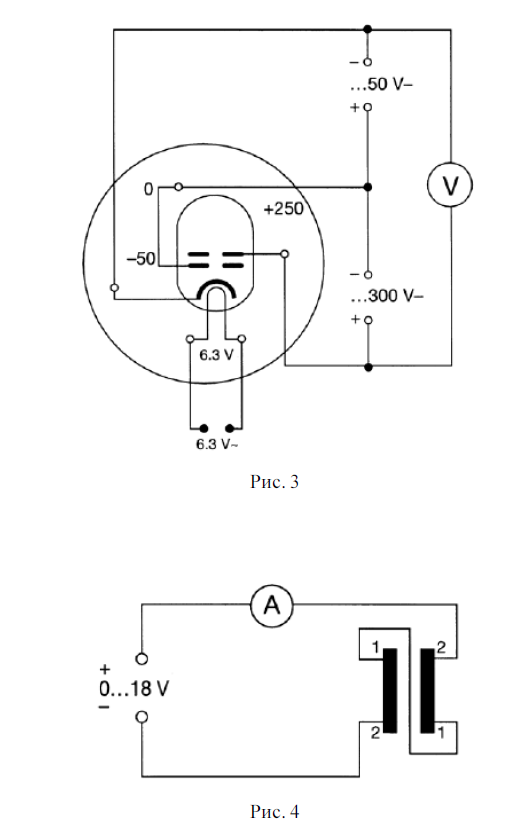 –
...50 V–
+
V
0
+250
–50
–
...300 V–
+
6.3 V
6.3 V~
Рис. 3
A
1 2
+
0...18 V
–
2 1
Рис. 4